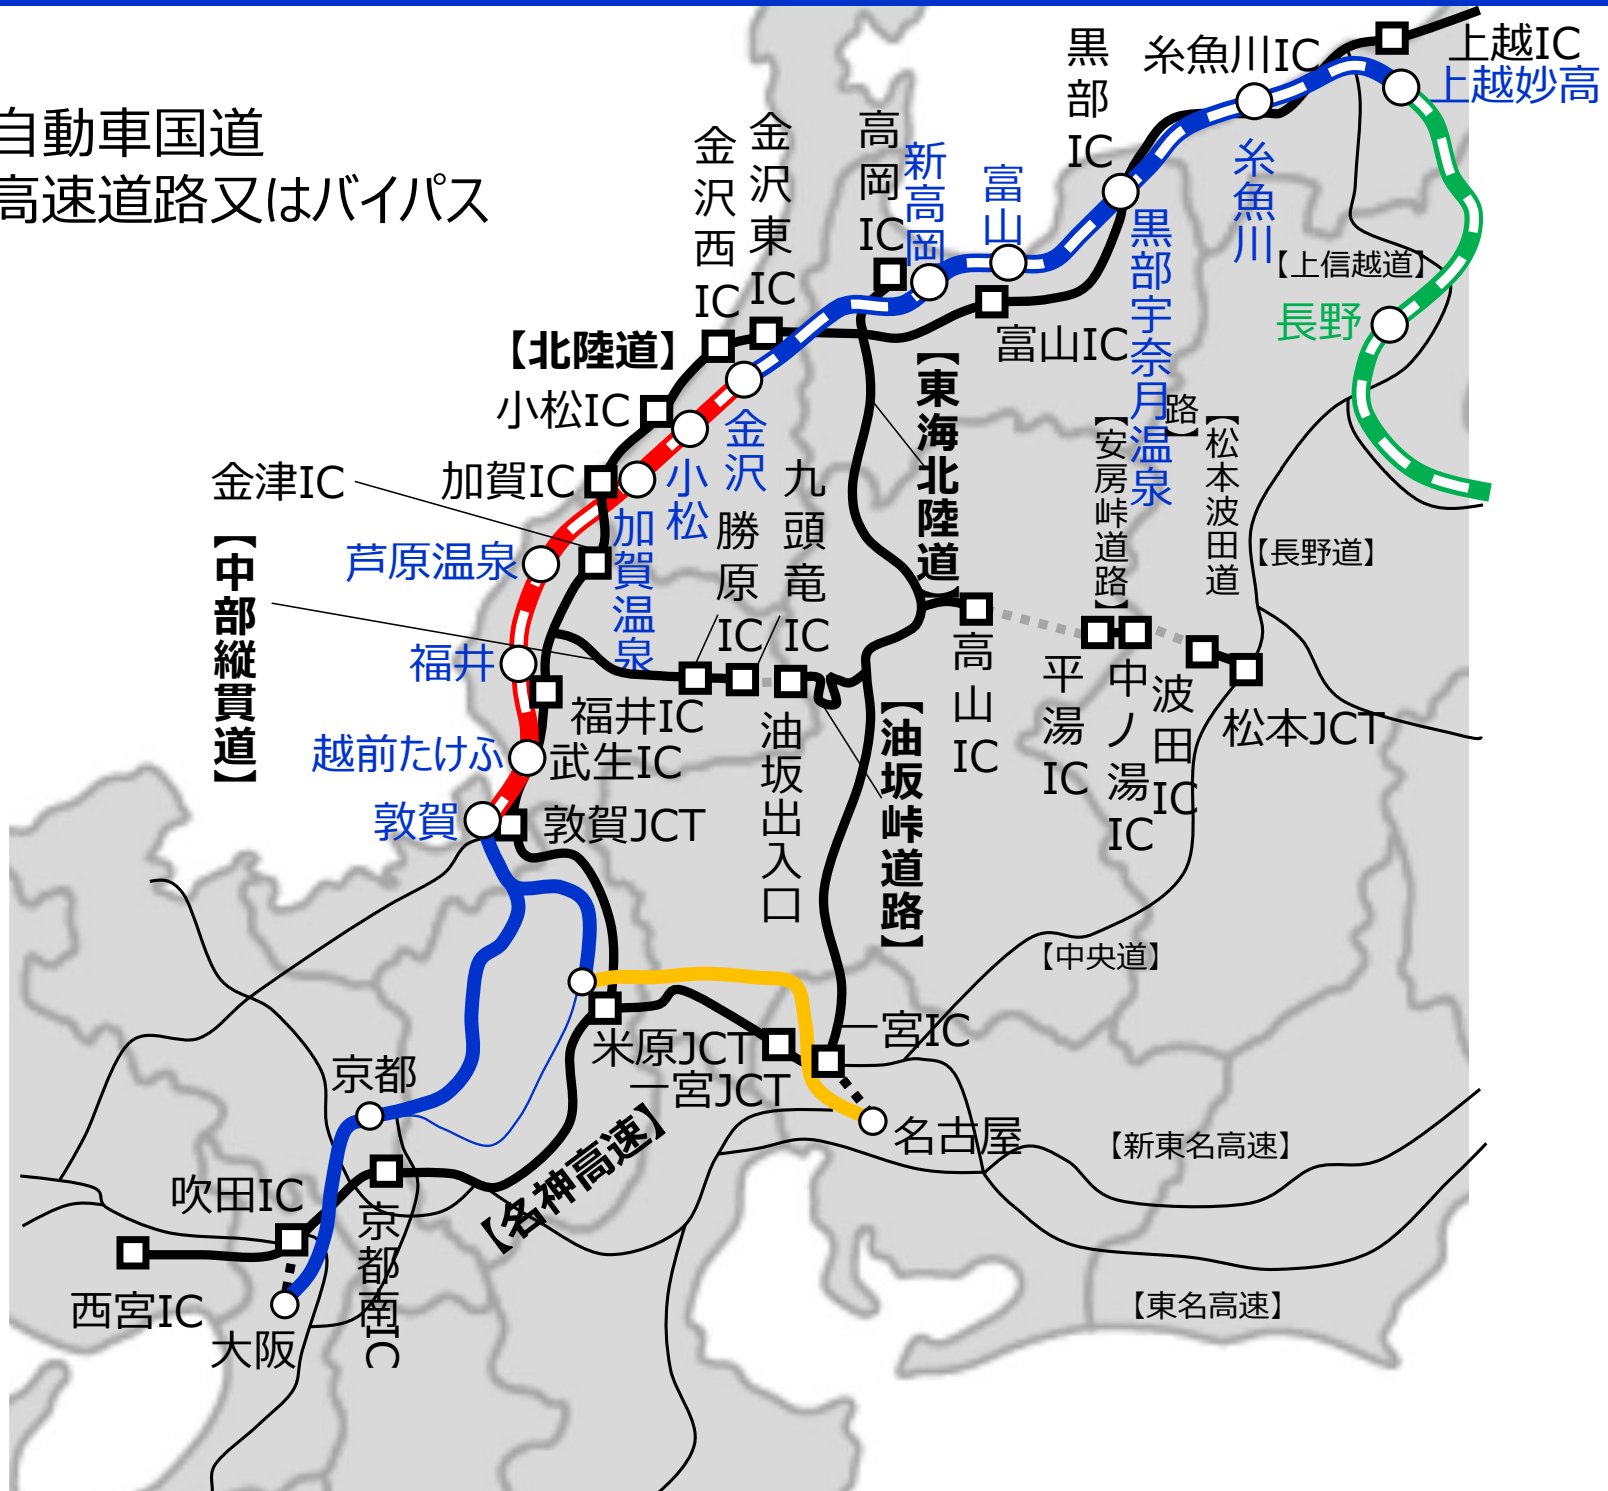 自動車国道
高速道路又はバイパス
上越IC
上越妙高
糸魚川IC
糸魚川
黒部IC
黒部宇奈月温泉
高岡IC
新高岡
富山
富山IC
金沢西IC
金沢東IC
【北陸道】
小松IC
金沢
小松
加賀IC
加賀温泉
金津IC
芦原温泉
【中部縦貫道】
福井
福井IC
越前たけふ
武生IC
敦賀
敦賀JCT
勝原IC
九頭竜IC
油坂出入口
【東海北陸道】
【油坂峠道路】
【上信越道】
長野
【安房峠道路】
路】
【松本波田道
【長野道】
高山IC
平湯IC
中ノ湯IC
波田IC
松本JCT
【中央道】
一宮IC
米原JCT
一宮JCT
名古屋
【名神高速】
【新東名高速】
【東名高速】
京都
京都南IC
吹田IC
西宮IC
大阪